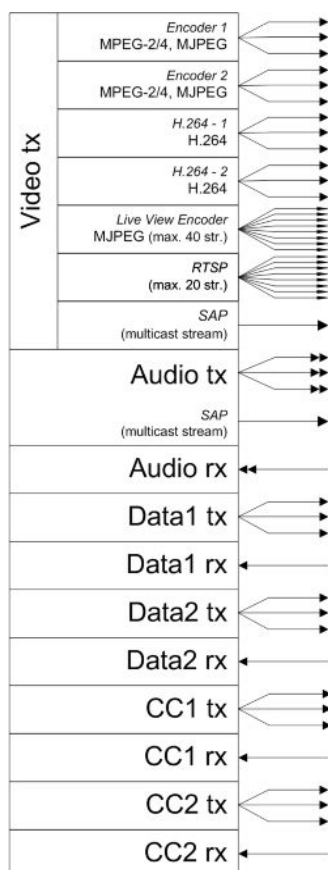 Video tx
Encoder 1
MPEG-2/4, MJPEG
Encoder 2
MPEG-2/4, MJPEG
H.264 - 1
H.264
H.264 - 2
H.264
Live View Encoder
MJPEG (max. 40 str.)
RTSP
(max. 20 str.)
SAP
(multicast stream)
Audio tx
SAP
(multicast stream)
Audio rx
Data1 tx
Data1 rx
Data2 tx
Data2 rx
CC1 tx
CC1 rx
CC2 tx
CC2 rx